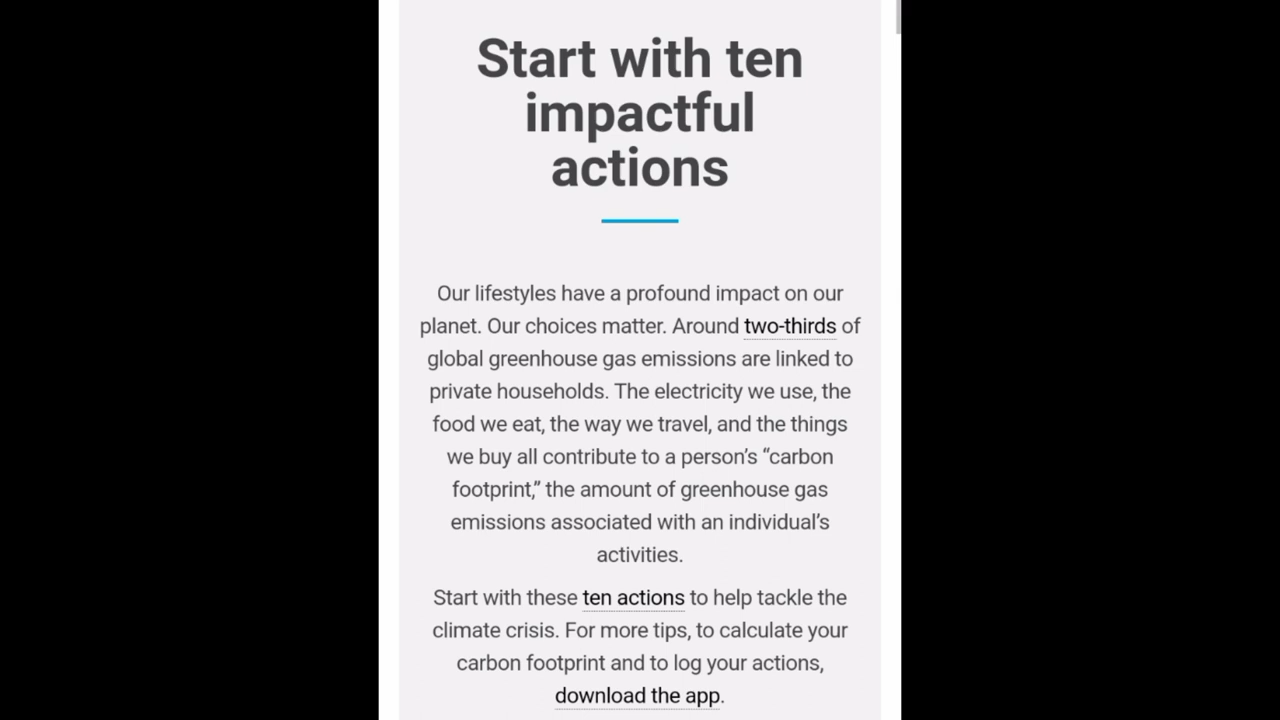 Start with ten
impactful
actions
Our lifestyles have a profound impact on our
planet. Our choices matter. Around two-thirds of
global greenhouse gas emissions are linked to
private households. The electricity we use, the
food we eat, the way we travel, and the things
we buy all contribute to a person’s “carbon
footprint,” the amount of greenhouse gas
emissions associated with an individual’s
activities.
Start with these ten actions to help tackle the
climate crisis. For more tips, to calculate your
carbon footprint and to log your actions,
download the app.